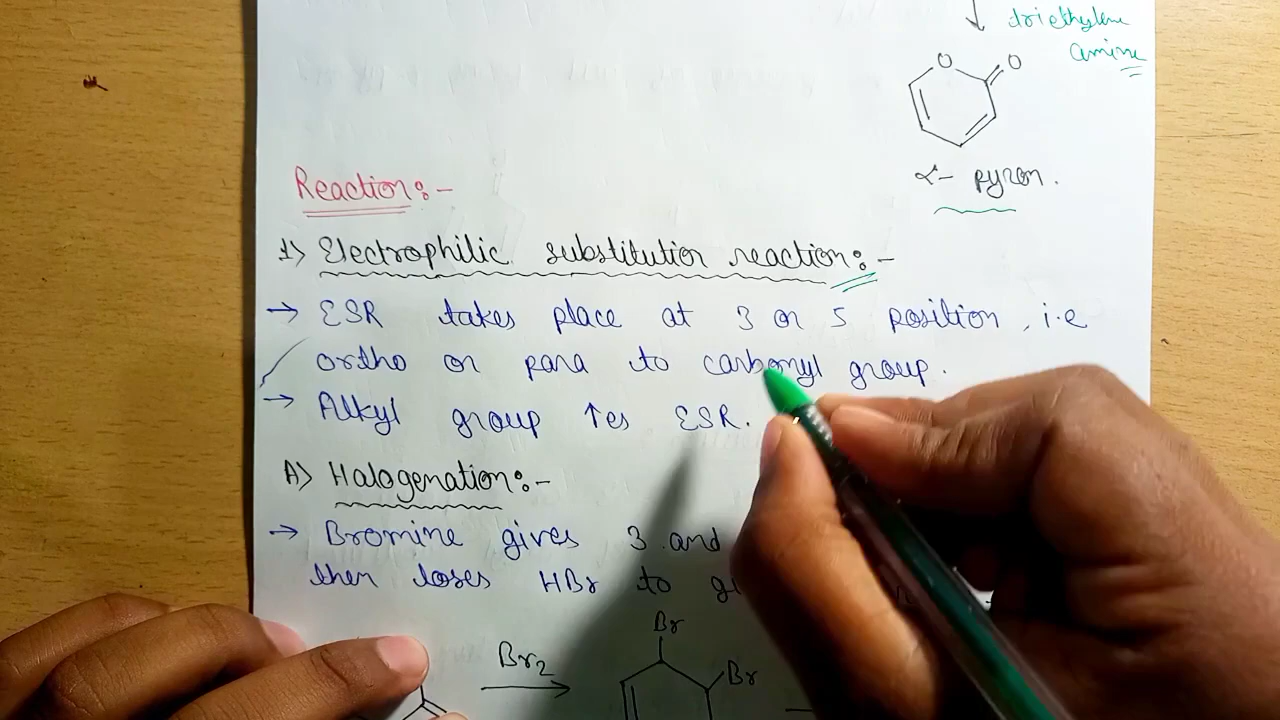 triethylene
amine
O O
α- pyron.
Reaction:-
1) Electrophilic substitution reaction:-
→ ESR takes place at 3 or 5 position, i.e
ortho or para to carbonyl group.
→ Alkyl group ↑es ESR.
A) Halogenation:-
→ Bromine gives 3 and
then loses HBr to
Br
Br2
Br